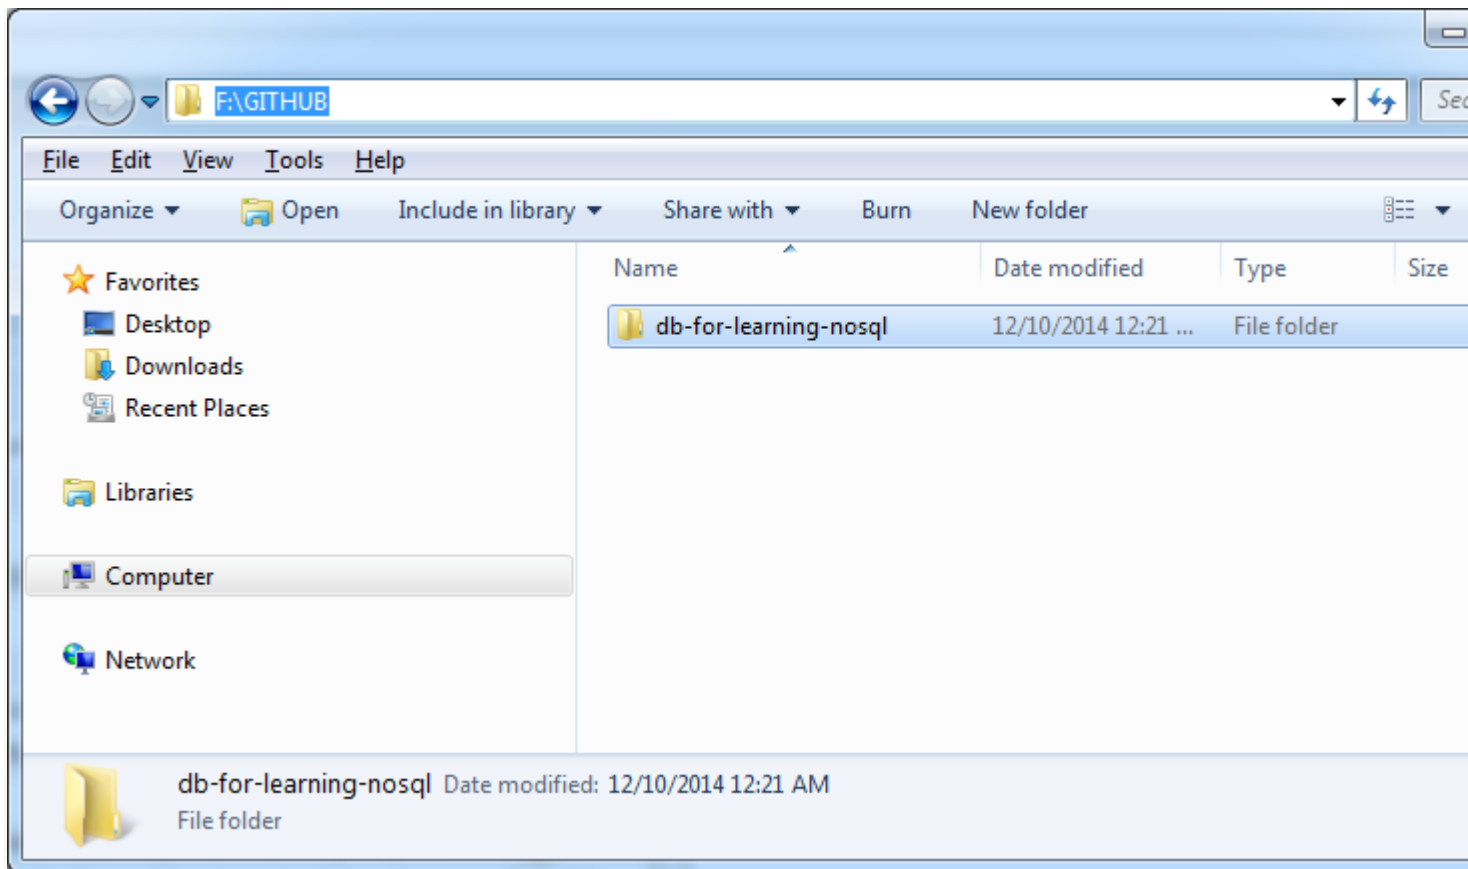 F:\GITHUB
File Edit View Tools Help
Organize Open Include in library Share with Burn New folder
Name Date modified Type Size
Favorites
Desktop
Downloads
Recent Places
Libraries
Computer
Network
db-for-learning-nosql 12/10/2014 12:21 ... File folder
db-for-learning-nosql Date modified: 12/10/2014 12:21 AM
File folder